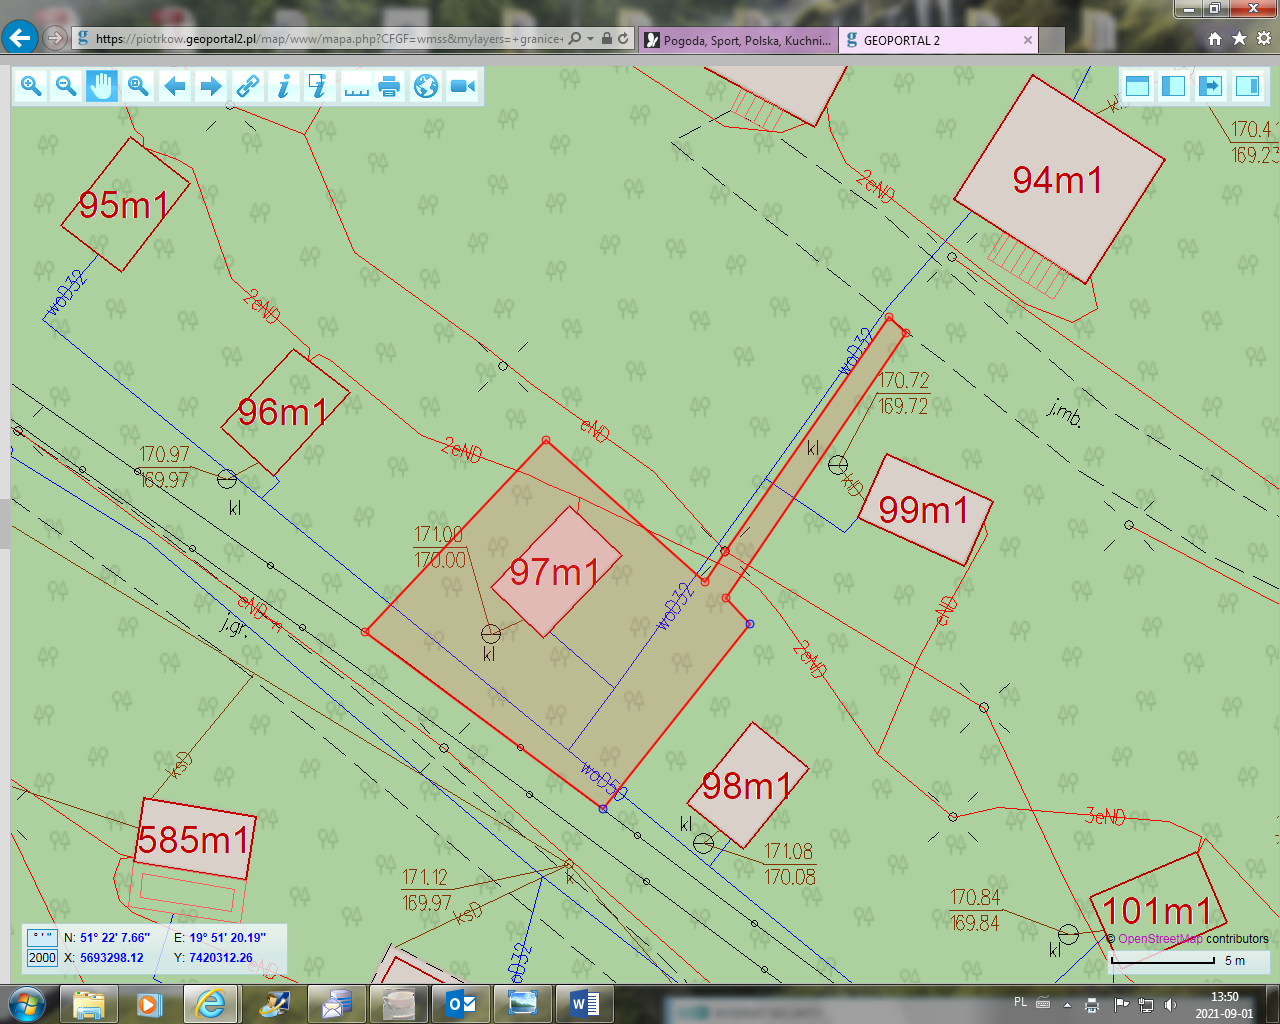 https://piotrkow.geoportal2.pl/map/www/mapa.php?CFGF=wmss&mylayers=+granice+
Pogoda, Sport, Polska, Kuchni...
GEOPORTAL 2
170.4
169.23
94m1
2eND
95m1
woD32
2eND
woD32
170.72
169.72
96m1
j.mb.
eND
2eND
kl
170.97
169.97
kl
klD
99m1
171.00
170.00
97m1
eND n
j.gr.
woD32
eND
kl
2eND
ksD
woD50
98m1
kl
585m1
3eND
171.08
170.08
171.12
169.97
k
ksD
170.84
169.84
101m1
kl
oD32
eND
° ' "
N: 51° 22' 7.66"
E: 19° 51' 20.19"
2000
X: 5693298.12
Y: 7420312.26
© OpenStreetMap contributors
5 m
PL
13:50
2021-09-01